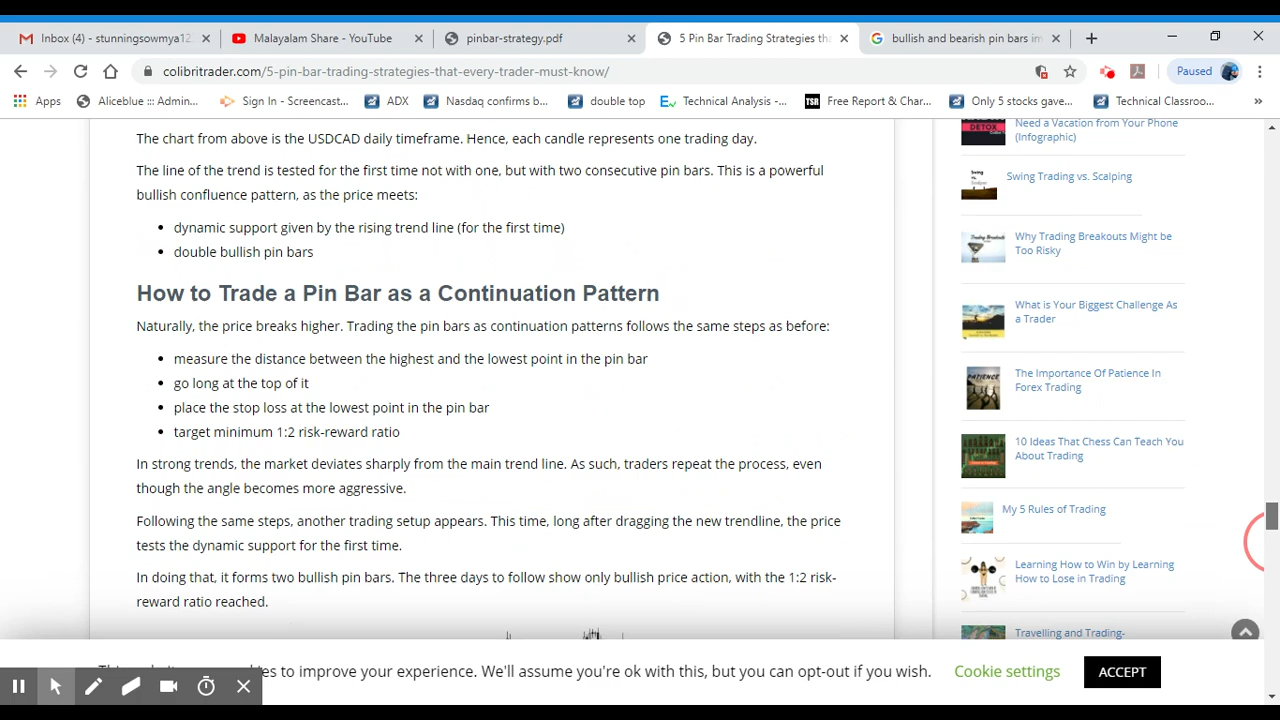 Inbox (4) - stunningsowmya12
Malayalam Share - YouTube
pinbar-strategy.pdf
5 Pin Bar Trading Strategies tha
bullish and bearish pin bars im
colibritrader.com/5-pin-bar-trading-strategies-that-every-trader-must-know/
Paused
Apps
Aliceblue ::: Admin...
Sign In - Screencast...
ADX
Nasdaq confirms b...
double top
Technical Analysis -...
TSR
Free Report & Char...
Only 5 stocks gave...
Technical Classroo...
»
The chart from above is the USDCAD daily timeframe. Hence, each candle represents one trading day.
The line of the trend is tested for the first time not with one, but with two consecutive pin bars. This is a powerful
bullish confluence pattern, as the price meets:
• dynamic support given by the rising trend line (for the first time)
• double bullish pin bars
How to Trade a Pin Bar as a Continuation Pattern
Naturally, the price breaks higher. Trading the pin bars as continuation patterns follows the same steps as before:
• measure the distance between the highest and the lowest point in the pin bar
• go long at the top of it
• place the stop loss at the lowest point in the pin bar
• target minimum 1:2 risk-reward ratio
In strong trends, the market deviates sharply from the main trend line. As such, traders repeat the process, even
though the angle becomes more aggressive.
Following the same steps, another trading setup appears. This time, long after dragging the new trendline, the price
tests the dynamic support for the first time.
In doing that, it forms two bullish pin bars. The three days to follow show only bullish price action, with the 1:2 risk-
reward ratio reached.
DETOX
Need a Vacation from Your Phone
(Infographic)
Swing Trading vs. Scalping
Why Trading Breakouts Might be
Too Risky
What is Your Biggest Challenge As
a Trader
PATIENCE
The Importance Of Patience In
Forex Trading
10 Ideas That Chess Can Teach You
About Trading
My 5 Rules of Trading
Learning How to Win by Learning
How to Lose in Trading
Travelling and Trading-
to improve your experience. We'll assume you're ok with this, but you can opt-out if you wish.
Cookie settings
ACCEPT